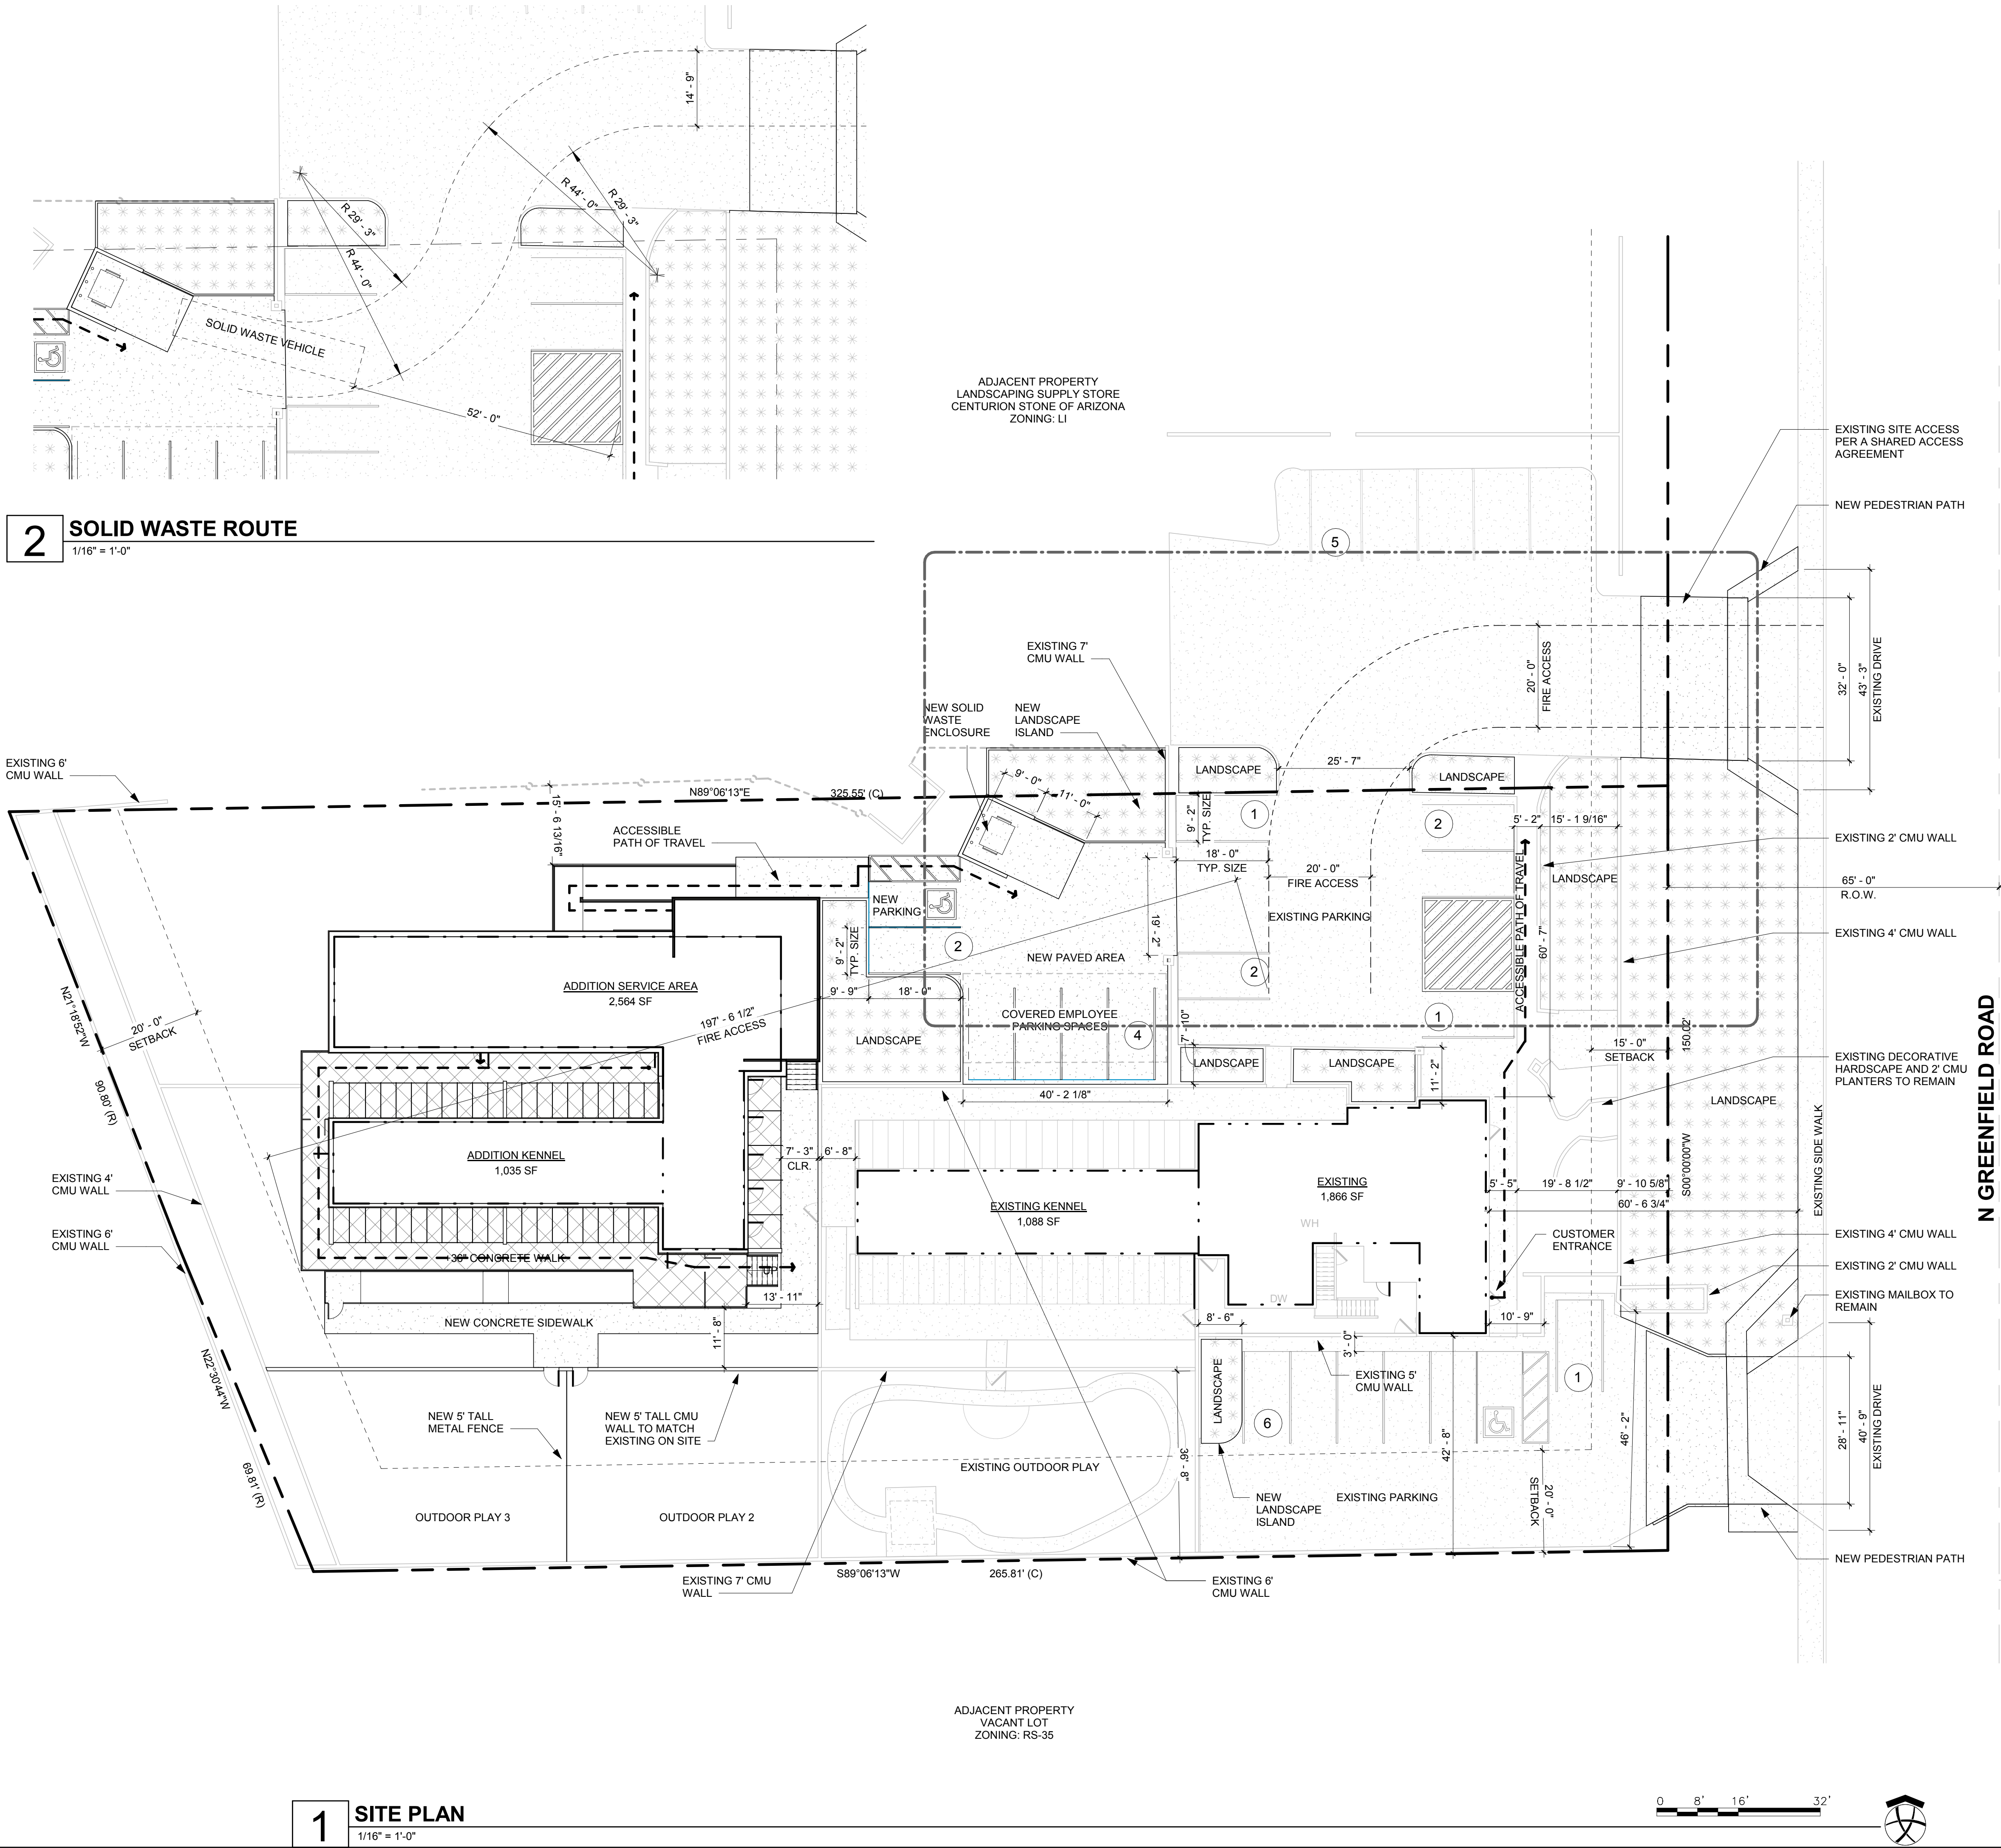 14' - 9"
R 44' - 0"
R 29' - 3"
R 29' - 3"
R 44' - 0"
SOLID WASTE VEHICLE
52' - 0"
2
SOLID WASTE ROUTE
1/16" = 1'-0"
ADJACENT PROPERTY
LANDSCAPING SUPPLY STORE
CENTURION STONE OF ARIZONA
ZONING: LI
EXISTING SITE ACCESS
PER A SHARED ACCESS
AGREEMENT
NEW PEDESTRIAN PATH
5
EXISTING 7'
CMU WALL
20' - 0"
FIRE ACCESS
32' - 0"
43' - 3"
EXISTING DRIVE
NEW SOLID
WASTE
ENCLOSURE
NEW
LANDSCAPE
ISLAND
EXISTING 6'
CMU WALL
N89°06'13"E
325.55' (C)
15' - 6 13/16"
9' - 0"
11' - 0"
LANDSCAPE
25' - 7"
LANDSCAPE
9' - 2"
TYP. SIZE
1
2
5' - 2"
15' - 1 9/16"
ACCESSIBLE
PATH OF TRAVEL
EXISTING 2' CMU WALL
18' - 0"
TYP. SIZE
20' - 0"
FIRE ACCESS
LANDSCAPE
65' - 0"
R.O.W.
NEW
PARKING
EXISTING PARKING
ACCESSIBLE PATH OF TRAVEL
60' - 7"
19' - 2"
9' - 2"
TYP. SIZE
2
NEW PAVED AREA
2
EXISTING 4' CMU WALL
ADDITION SERVICE AREA
2,564 SF
9' - 9"
18' - 0"
197' - 6 1/2"
FIRE ACCESS
COVERED EMPLOYEE
PARKING SPACES
4
1
7' - 10"
N21°18'52"W
20' - 0"
SETBACK
LANDSCAPE
LANDSCAPE
LANDSCAPE
11' - 2"
15' - 0"
SETBACK
150.02'
EXISTING DECORATIVE
HARDSCAPE AND 2' CMU
PLANTERS TO REMAIN
LANDSCAPE
N GREENFIELD ROAD
90.80' (R)
40' - 2 1/8"
EXISTING SIDE WALK
ADDITION KENNEL
1,035 SF
7' - 3"
CLR.
6' - 8"
S00°00'00"W
EXISTING 4'
CMU WALL
EXISTING
1,866 SF
5' - 5"
19' - 8 1/2"
9' - 10 5/8"
60' - 6 3/4"
EXISTING KENNEL
1,088 SF
WH
CUSTOMER
ENTRANCE
EXISTING 6'
CMU WALL
EXISTING 4' CMU WALL
36" CONCRETE WALK
UP
EXISTING 2' CMU WALL
13' - 11"
DW
EXISTING MAILBOX TO
REMAIN
NEW CONCRETE SIDEWALK
11' - 8"
8' - 6"
10' - 9"
3' - 0"
N22°30'44"W
LANDSCAPE
EXISTING 5'
CMU WALL
1
NEW 5' TALL
METAL FENCE
NEW 5' TALL CMU
WALL TO MATCH
EXISTING ON SITE
6
42' - 8"
46' - 2"
28' - 11"
40' - 9"
EXISTING DRIVE
69.81' (R)
EXISTING OUTDOOR PLAY
36' - 8"
OUTDOOR PLAY 3
OUTDOOR PLAY 2
NEW
LANDSCAPE
ISLAND
EXISTING PARKING
20' - 0"
SETBACK
NEW PEDESTRIAN PATH
EXISTING 7' CMU
WALL
S89°06'13"W
265.81' (C)
EXISTING 6'
CMU WALL
ADJACENT PROPERTY
VACANT LOT
ZONING: RS-35
1
SITE PLAN
1/16" = 1'-0"
0 8' 16' 32'